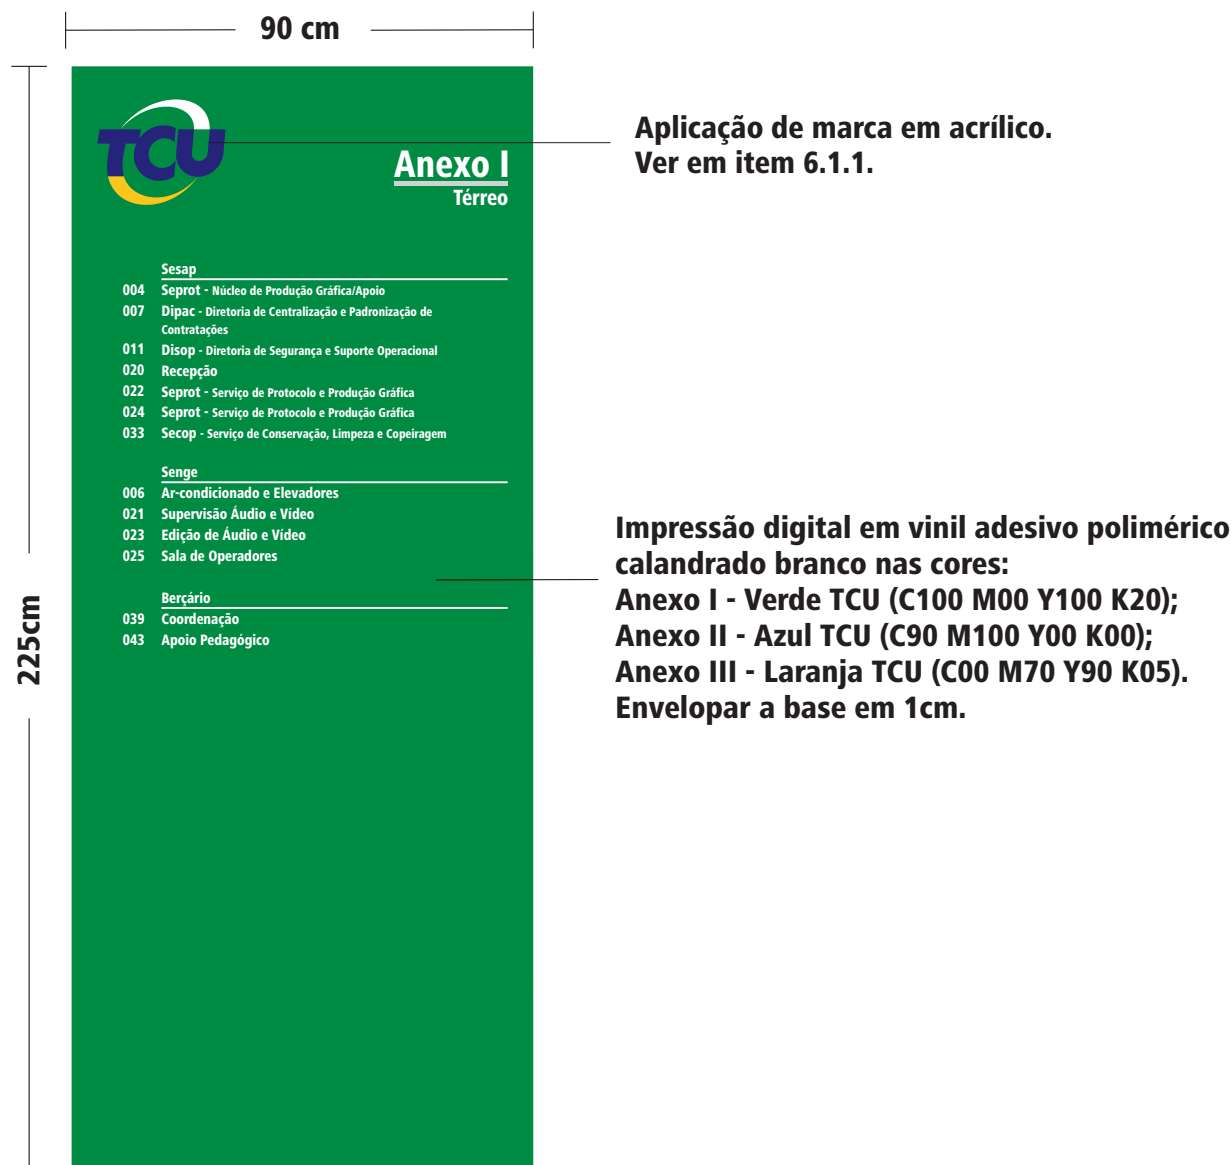 90 cm
225cm
TCU
Anexo I
Térreo
Sesap
004 Seprot - Núcleo de Produção Gráfica/Apoio
007 Dipac - Diretoria de Centralização e Padronização de
Contratações
011 Disop - Diretoria de Segurança e Suporte Operacional
020 Recepção
022 Seprot - Serviço de Protocolo e Produção Gráfica
024 Seprot - Serviço de Protocolo e Produção Gráfica
033 Secop - Serviço de Conservação, Limpeza e Copeiragem
Senge
006 Ar-condicionado e Elevadores
021 Supervisão Áudio e Vídeo
023 Edição de Áudio e Vídeo
025 Sala de Operadores
Berçário
039 Coordenação
043 Apoio Pedagógico
Aplicação de marca em acrílico.
Ver em item 6.1.1.
Impressão digital em vinil adesivo polimérico
calandrado branco nas cores:
Anexo I - Verde TCU (C100 M00 Y100 K20);
Anexo II - Azul TCU (C90 M100 Y00 K00);
Anexo III - Laranja TCU (C00 M70 Y90 K05).
Envelopar a base em 1cm.